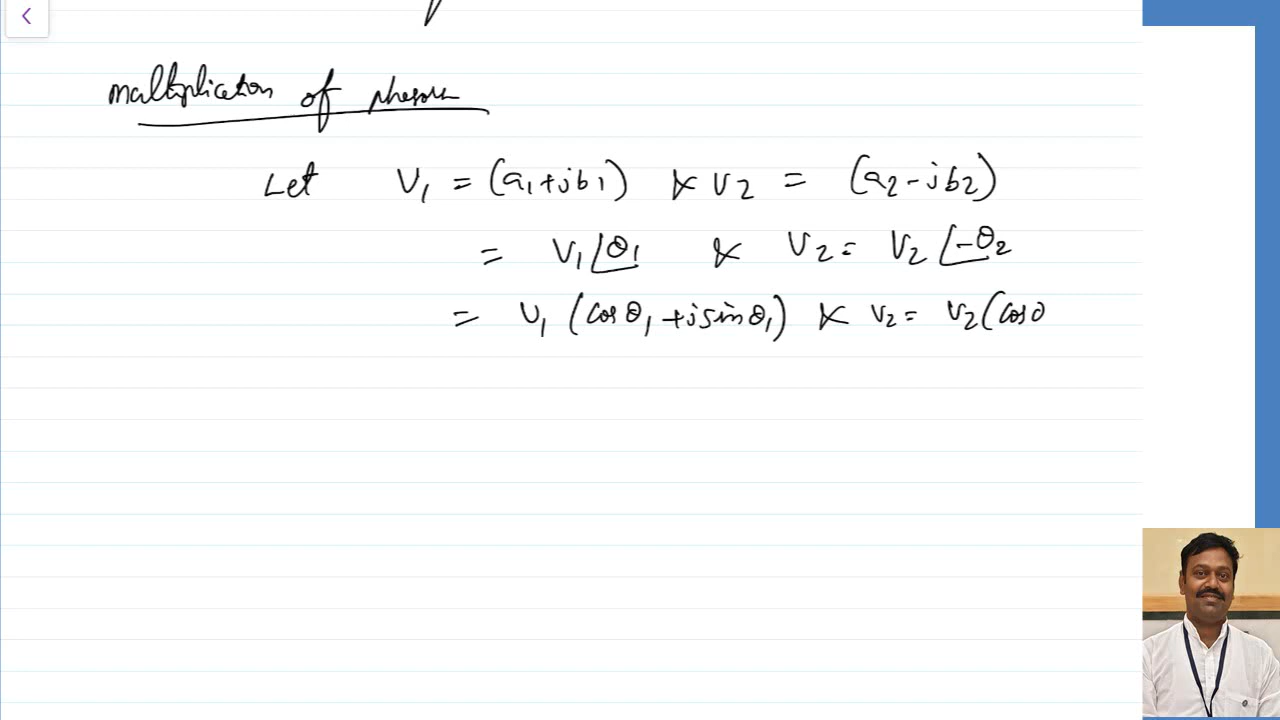 multiplication of phasors
Let V₁ = (a₁+jb₁) & V₂ = (a₂-jb₂)
= V₁∠θ₁ & V₂ = V₂∠-θ₂
= V₁ (cosθ₁+jsinθ₁) & V₂ = V₂(cosθ